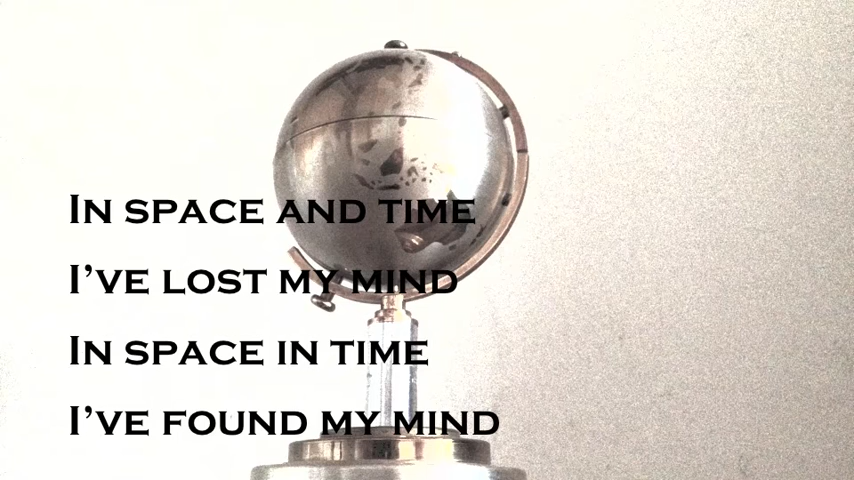 In space and time
I've lost my mind
In space in time
I've found my mind